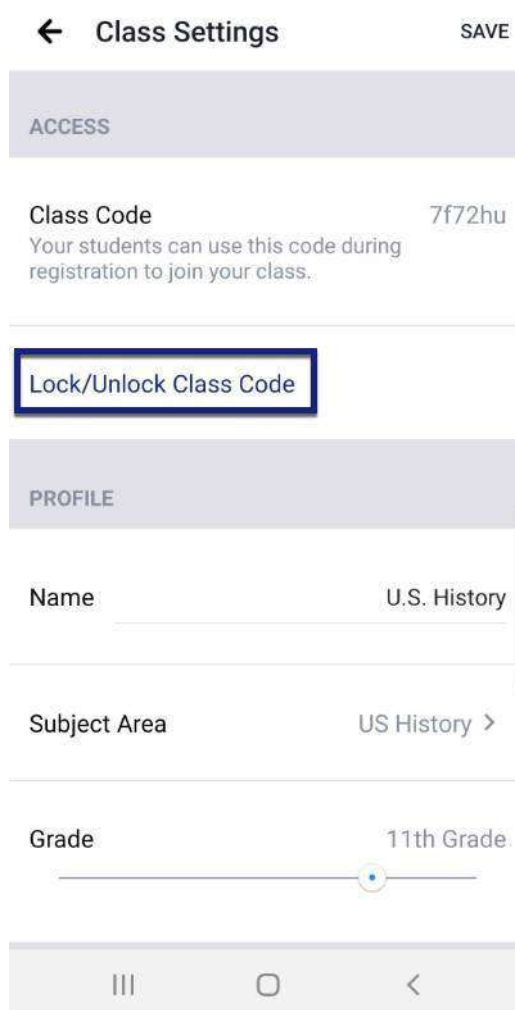 Class Settings SAVE
ACCESS
Class Code 7f72hu
Your students can use this code during
registration to join your class.
Lock/Unlock Class Code
PROFILE
Name U.S. History
Subject Area US History >
Grade 11th Grade